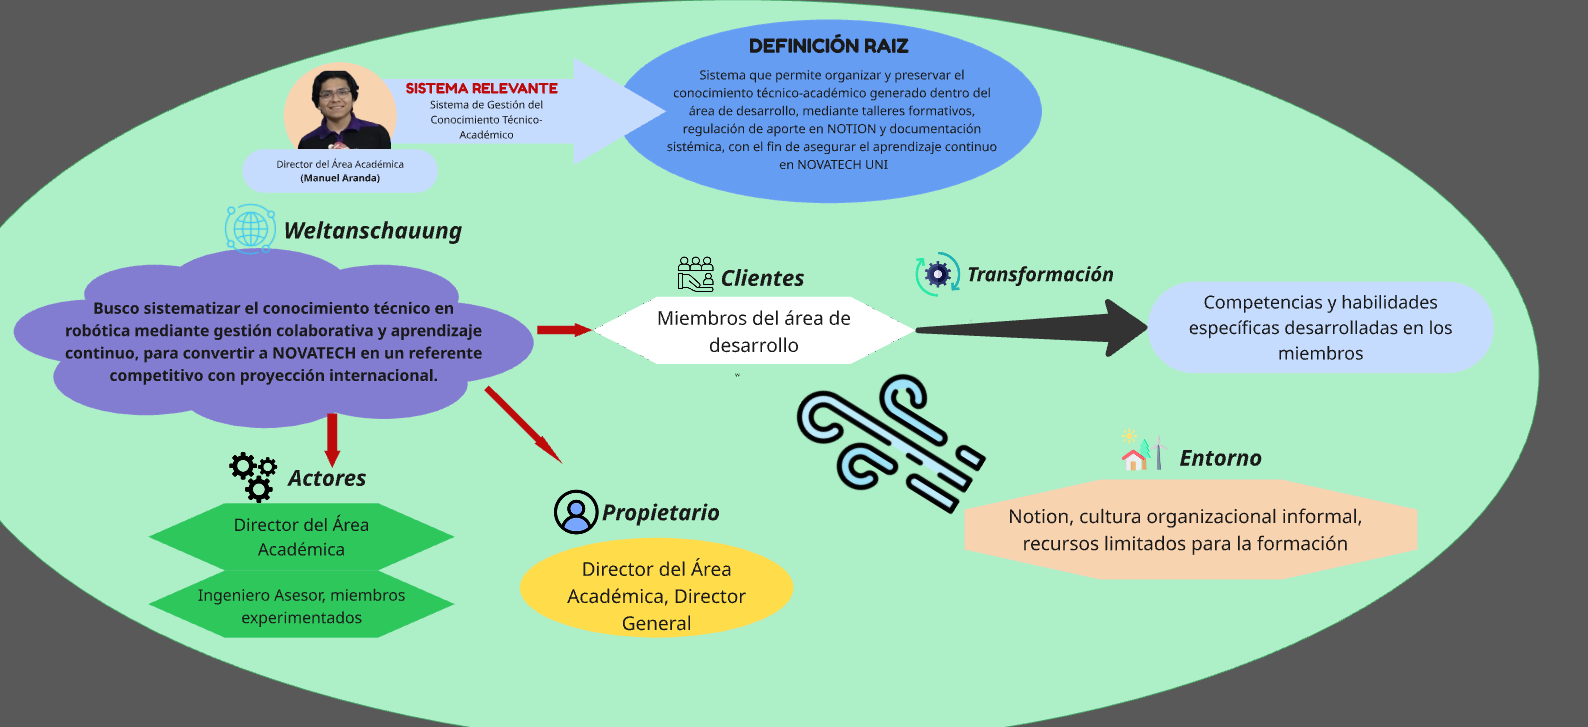 DEFINICIÓN RAIZ
Sistema que permite organizar y preservar el
conocimiento técnico-académico generado dentro del
área de desarrollo, mediante talleres formativos,
regulación de aporte en NOTION y documentación
sistémica, con el fin de asegurar el aprendizaje continuo
en NOVATECH UNI
SISTEMA RELEVANTE
Sistema de Gestión del
Conocimiento Técnico-
Académico
Director del Área Académica
(Manuel Aranda)
Weltanschauung
Busco sistematizar el conocimiento técnico en
robótica mediante gestión colaborativa y aprendizaje
continuo, para convertir a NOVATECH en un referente
competitivo con proyección internacional.
Clientes
Miembros del área de
desarrollo
w
Transformación
Competencias y habilidades
específicas desarrolladas en los
miembros
Actores
Director del Área
Académica
Ingeniero Asesor, miembros
experimentados
Propietario
Director del Área
Académica, Director
General
Entorno
Notion, cultura organizacional informal,
recursos limitados para la formación